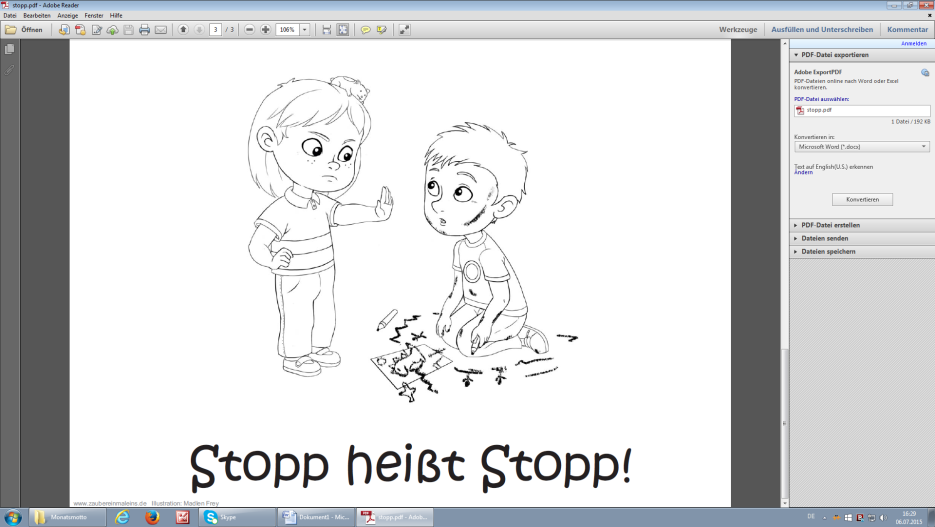 stopp.pdf - Adobe Reader
Datei Bearbeiten Anzeige Fenster Hilfe
Öffnen 3 / 3 106% Werkzeuge Ausfüllen und Unterschreiben Kommentar
Anmelden
PDF-Datei exportieren
Adobe ExportPDF
PDF-Dateien online nach Word oder Excel
konvertieren.
PDF-Datei auswählen:
stopp.pdf
1 Datei / 192 KB
Konvertieren in:
Microsoft Word (*.docx)
Text auf English(U.S.) erkennen
Ändern
Konvertieren
PDF-Datei erstellen
Dateien senden
Dateien speichern
Stopp heißt Stopp!
www.zaubereinmaleins.de Illustration: Madlen Frey
Monatsmotto Skype Dokument1 - Mic... stopp.pdf - Adob... DE 16:29
06.07.2015